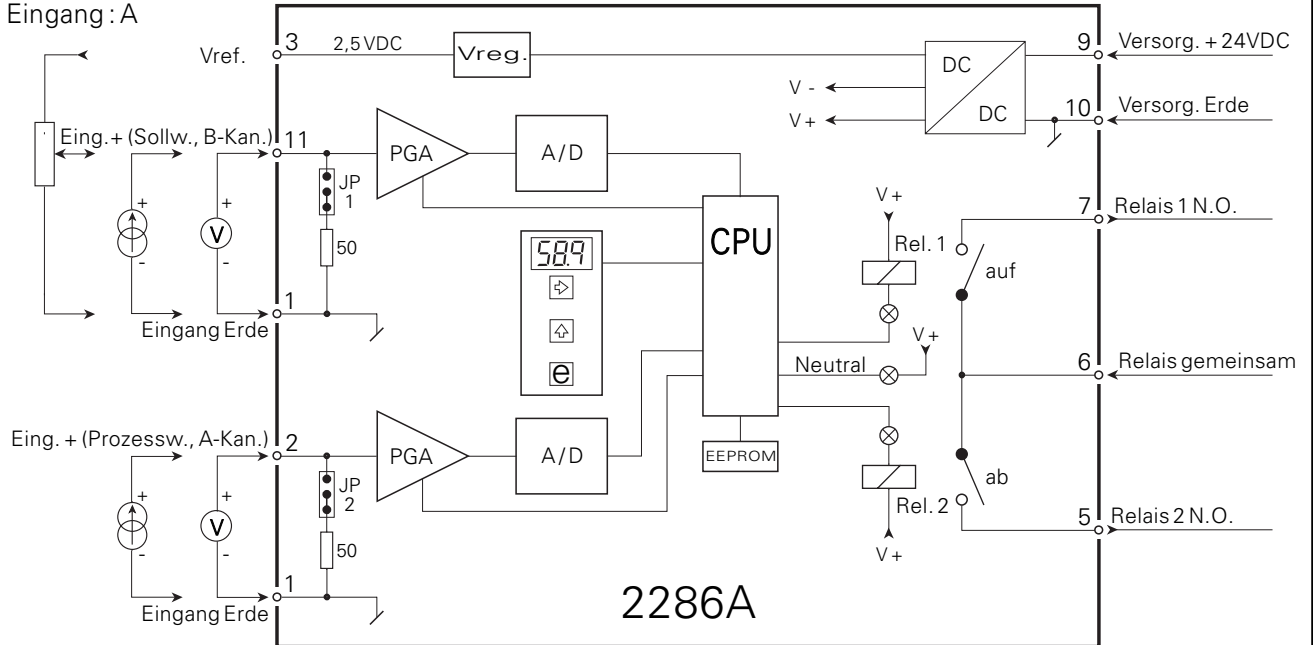 Eingang : A
Vref.
3
2,5 VDC
Vreg.
DC
DC
V -
V +
9
Versorg. + 24VDC
10
Versorg. Erde
Eing. + (Sollw., B-Kan.)
11
PGA
A/D
JP
1
50
+
-
+
V
-
1
Eingang Erde
58.9
e
CPU
EEPROM
V +
Rel. 1
7
Relais 1 N.O.
auf
Neutral
V +
6
Relais gemeinsam
ab
Rel. 2
V +
5
Relais 2 N.O.
Eing. + (Prozessw., A-Kan.)
2
PGA
A/D
JP
2
50
+
-
+
V
-
1
Eingang Erde
2286A